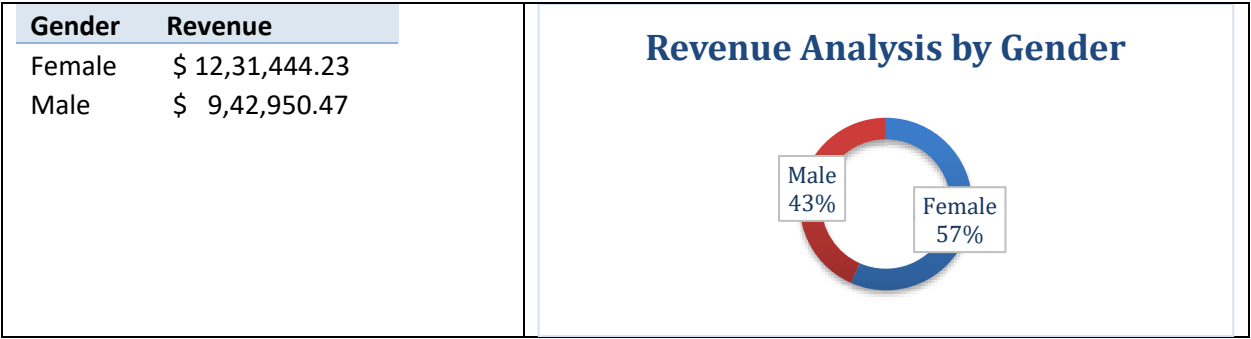 Gender Revenue
Female $ 12,31,444.23
Male $ 9,42,950.47
Revenue Analysis by Gender
Male
43%
Female
57%